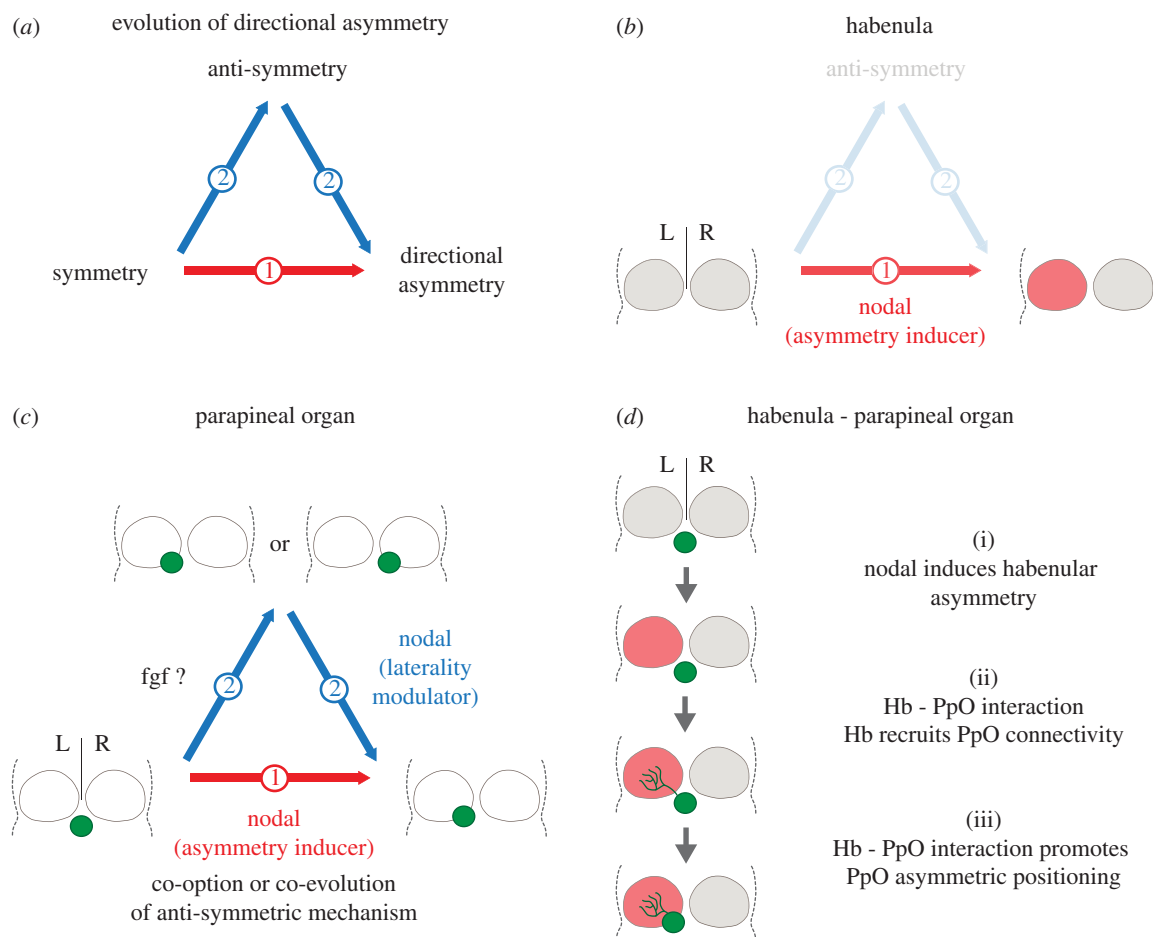 (a)
evolution of directional asymmetry
anti-symmetry
2
2
symmetry
1
directional
asymmetry
(b)
habenula
anti-symmetry
2
2
L
R
1
nodal
(asymmetry inducer)
(c)
parapineal organ
or
fgf ?
2
2
nodal
(laterality
modulator)
L
R
1
nodal
(asymmetry inducer)
co-option or co-evolution
of anti-symmetric mechanism
(d)
habenula - parapineal organ
L
R
(i)
nodal induces habenular
asymmetry
(ii)
Hb - PpO interaction
Hb recruits PpO connectivity
(iii)
Hb - PpO interaction promotes
PpO asymmetric positioning